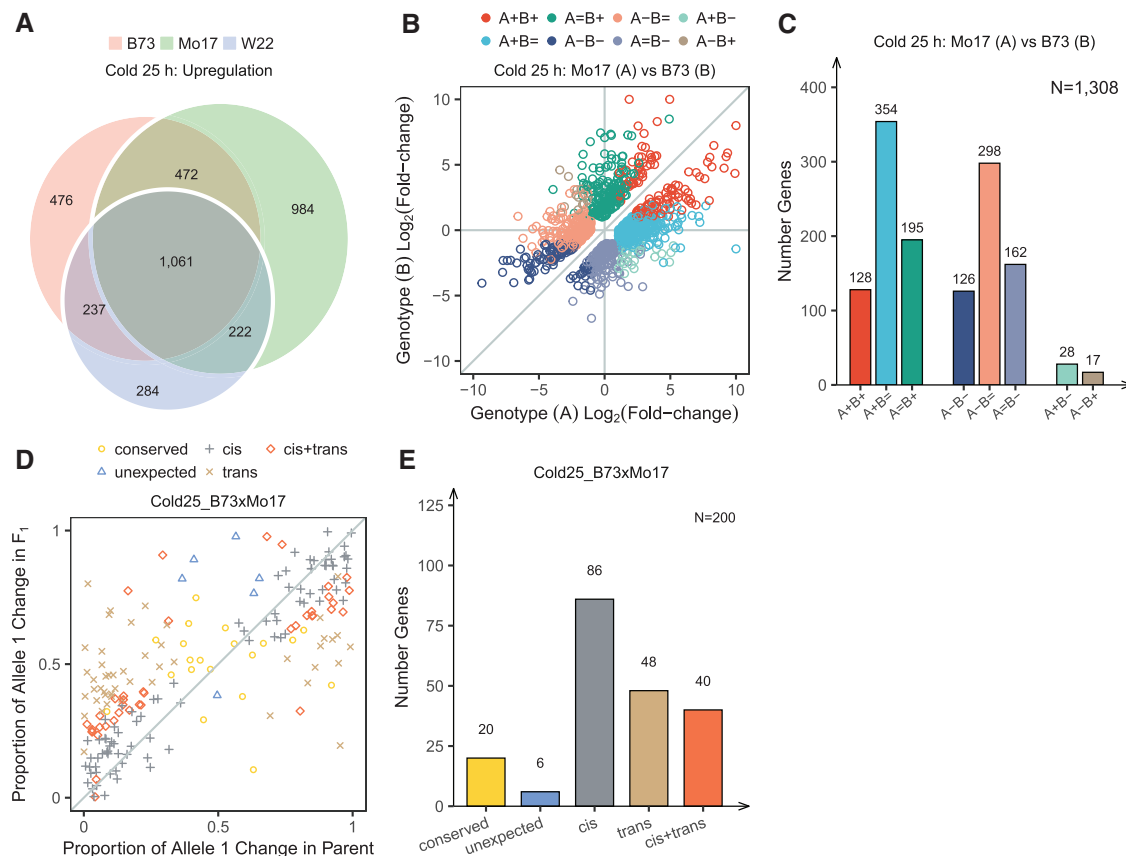 A
B73 Mo17 W22
Cold 25 h: Upregulation
476
472
984
1,061
237
222
284
B
A+B+ A=B+ A−B= A+B−
A+B= A−B− A=B− A−B+
Cold 25 h: Mo17 (A) vs B73 (B)
Genotype (B) Log2(Fold−change)
10
5
0
−5
−10
−10 −5 0 5 10
Genotype (A) Log2(Fold−change)
C
Cold 25 h: Mo17 (A) vs B73 (B)
N=1,308
Number Genes
400
300
200
100
0
128
354
195
126
298
162
28
17
A+B+
A+B=
A=B+
A−B−
A−B=
A=B−
A+B−
A−B+
D
conserved cis cis+trans
unexpected trans
Cold25_B73xMo17
Proportion of Allele 1 Change in F1
1
0.5
0
0 0.5 1
Proportion of Allele 1 Change in Parent
E
Cold25_B73xMo17
N=200
Number Genes
125
100
75
50
25
0
20
6
86
48
40
conserved
unexpected
cis
trans
cis+trans